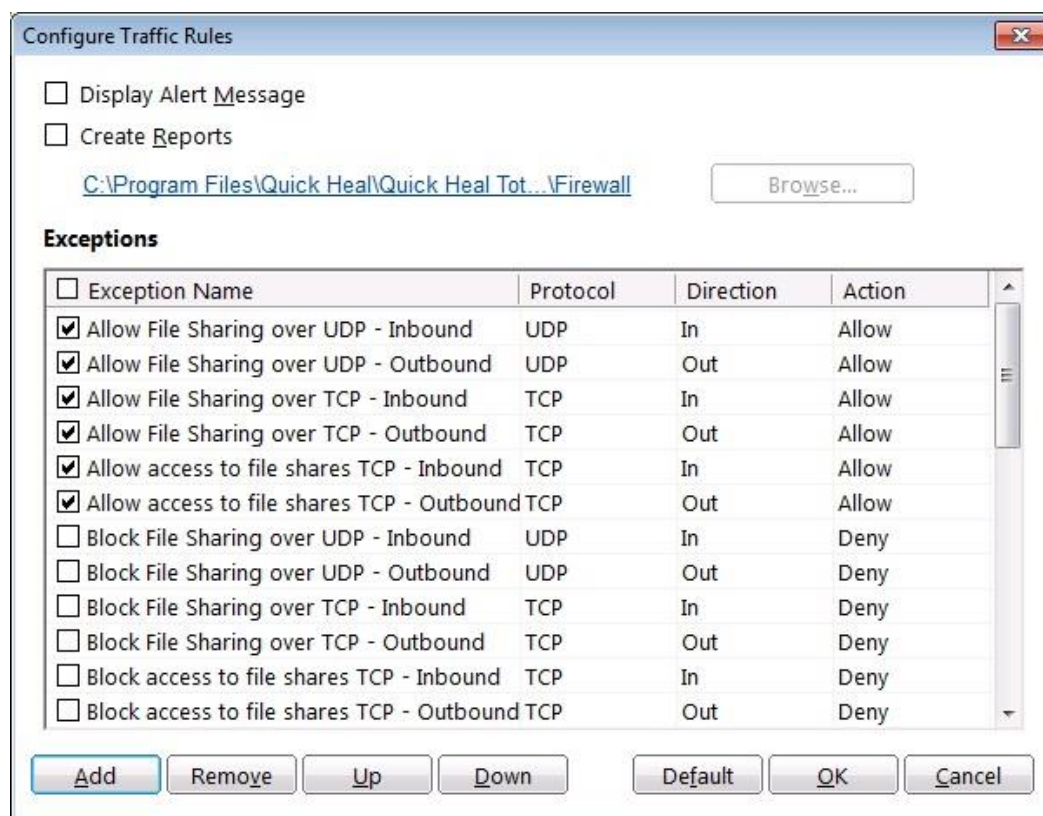 Configure Traffic Rules
Display Alert Message
Create Reports
C:\Program Files\Quick Heal\Quick Heal Tot...\Firewall Browse...
Exceptions
Exception Name Protocol Direction Action
Allow File Sharing over UDP - Inbound UDP In Allow
Allow File Sharing over UDP - Outbound UDP Out Allow
Allow File Sharing over TCP - Inbound TCP In Allow
Allow File Sharing over TCP - Outbound TCP Out Allow
Allow access to file shares TCP - Inbound TCP In Allow
Allow access to file shares TCP - Outbound TCP Out Allow
Block File Sharing over UDP - Inbound UDP In Deny
Block File Sharing over UDP - Outbound UDP Out Deny
Block File Sharing over TCP - Inbound TCP In Deny
Block File Sharing over TCP - Outbound TCP Out Deny
Block access to file shares TCP - Inbound TCP In Deny
Block access to file shares TCP - Outbound TCP Out Deny
Add Remove Up Down Default OK Cancel